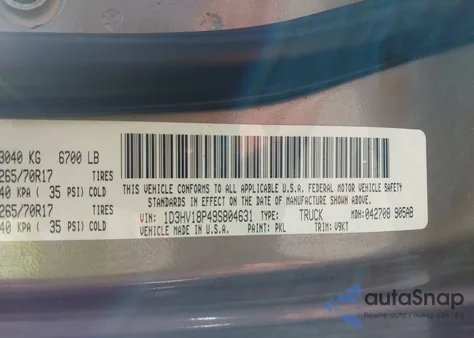 3040 KG 6700 LB
265/70R17 TIRES
40 KPA ( 35 PSI) COLD
265/70R17 TIRES
40 KPA ( 35 PSI) COLD
THIS VEHICLE CONFORMS TO ALL APPLICABLE U.S.A. FEDERAL MOTOR VEHICLE SAFETY
STANDARDS IN EFFECT ON THE DATE OF MANUFACTURE SHOWN ABOVE.
VIN: 1D3HV18P49S804631 TYPE: TRUCK MDH: 042708 905AB
VEHICLE MADE IN U.S.A. PAINT: PKL TRIM: V9KT
autoSnap